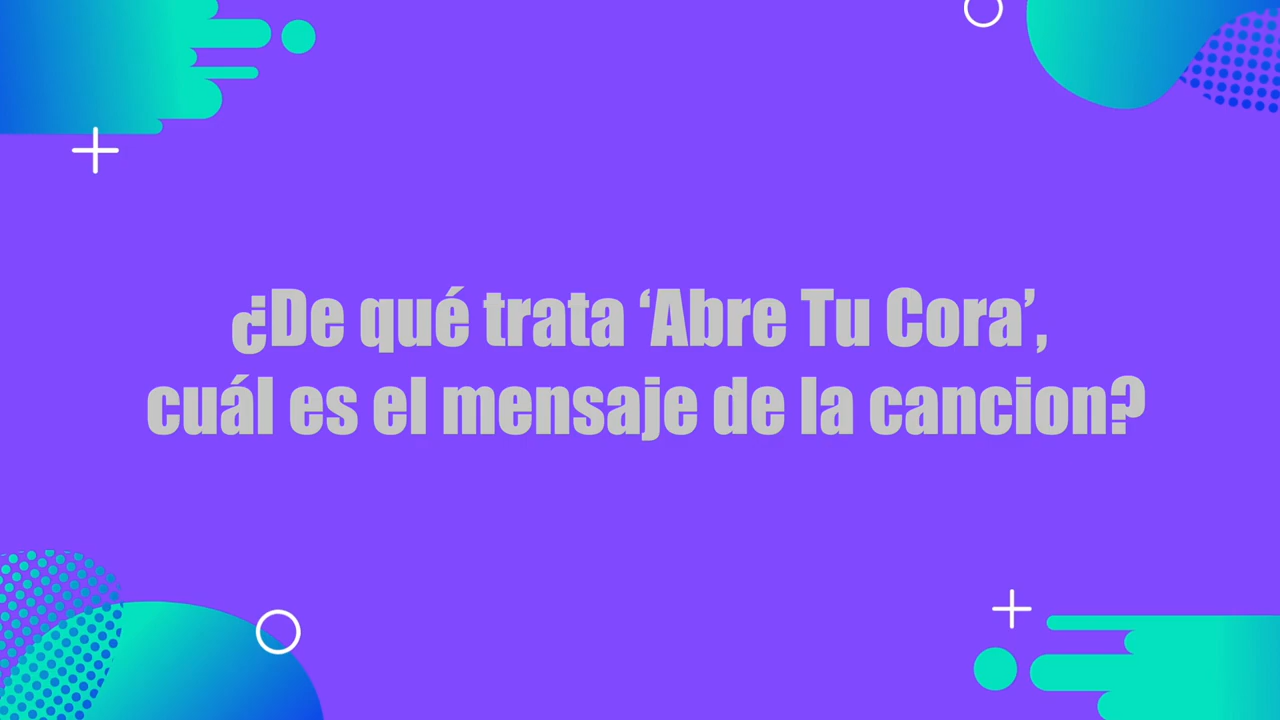 ¿De qué trata ‘Abre Tu Cora’,
cuál es el mensaje de la cancion?